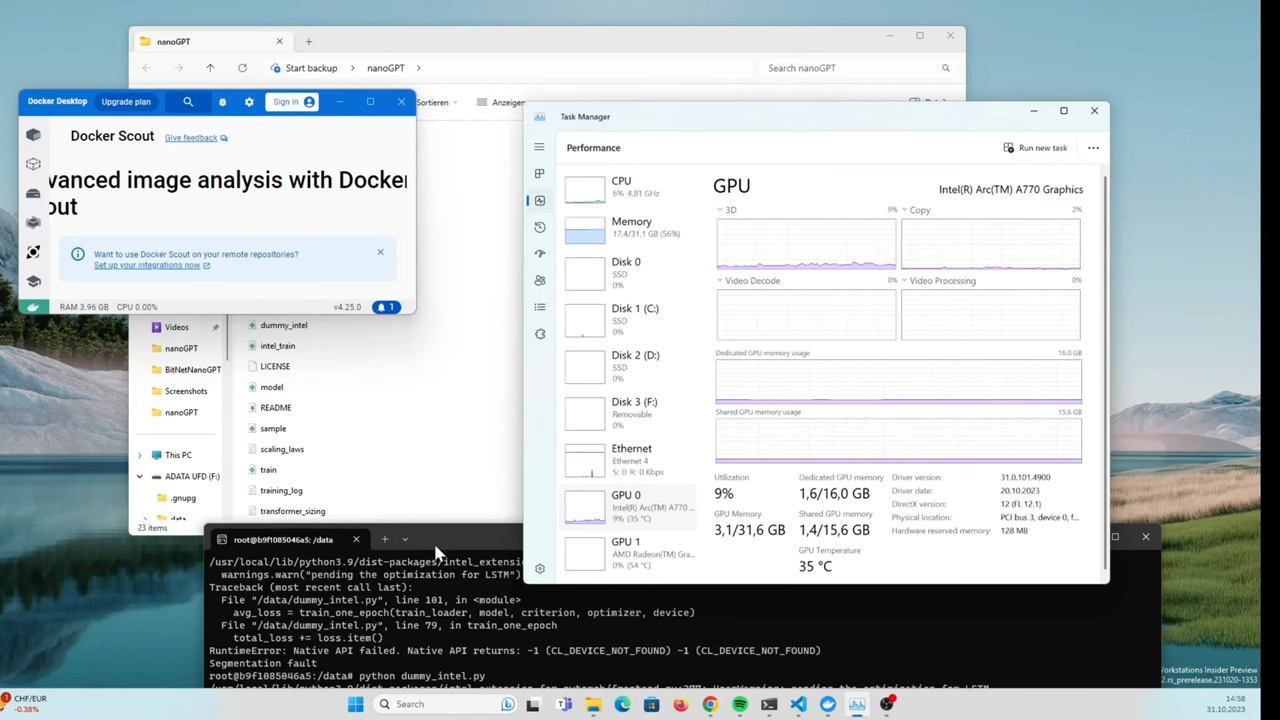 nanoGPT
Start backup
nanoGPT
Search nanoGPT
Sortieren
Anzeigen
Docker Desktop
Upgrade plan
Sign in
Docker Scout
Give feedback
vanced image analysis with Docker
out
Want to use Docker Scout on your remote repositories?
Set up your integrations now
RAM 3.96 GB CPU 0.00%
v4.25.0
1
Videos
nanoGPT
BitNetNanoGPT
Screenshots
nanoGPT
This PC
ADATA UFD (F:)
.gnupg
data
23 items
dummy_intel
intel_train
LICENSE
model
README
sample
scaling_laws
train
training_log
transformer_sizing
Task Manager
Performance
Run new task
CPU
6% 4,81 GHz
Memory
17,4/31,1 GB (56%)
Disk 0
SSD
0%
Disk 1 (C:)
SSD
0%
Disk 2 (D:)
SSD
0%
Disk 3 (F:)
Removable
0%
Ethernet
Ethernet 4
S: 0 R: 0 Kbps
GPU 0
Intel(R) Arc(TM) A770 ...
9% (35 °C)
GPU 1
AMD Radeon(TM) Gra...
0% (54 °C)
GPU
Intel(R) Arc(TM) A770 Graphics
3D 9%
Copy 2%
Video Decode 0%
Video Processing 0%
Dedicated GPU memory usage 16,0 GB
Shared GPU memory usage 15,6 GB
Utilization
9%
GPU Memory
3,1/31,6 GB
Dedicated GPU memory
1,6/16,0 GB
Shared GPU memory
1,4/15,6 GB
GPU Temperature
35 °C
Driver version: 31.0.101.4900
Driver date: 20.10.2023
DirectX version: 12 (FL 12.1)
Physical location: PCI bus 3, device 0, f...
Hardware reserved memory: 128 MB
root@b9f1085046a5: /data
/usr/local/lib/python3.9/dist-packages/intel_extensi
warnings.warn("pending the optimization for LSTM")
Traceback (most recent call last):
File "/data/dummy_intel.py", line 101, in <module>
avg_loss = train_one_epoch(train_loader, model, criterion, optimizer, device)
File "/data/dummy_intel.py", line 79, in train_one_epoch
total_loss += loss.item()
RuntimeError: Native API failed. Native API returns: -1 (CL_DEVICE_NOT_FOUND) -1 (CL_DEVICE_NOT_FOUND)
Segmentation fault
root@b9f1085046a5:/data# python dummy_intel.py
orkstations Insider Preview
2.rs_prerelease.231020-1353
1
CHF/EUR
-0.38%
Search
14:58
31.10.2023